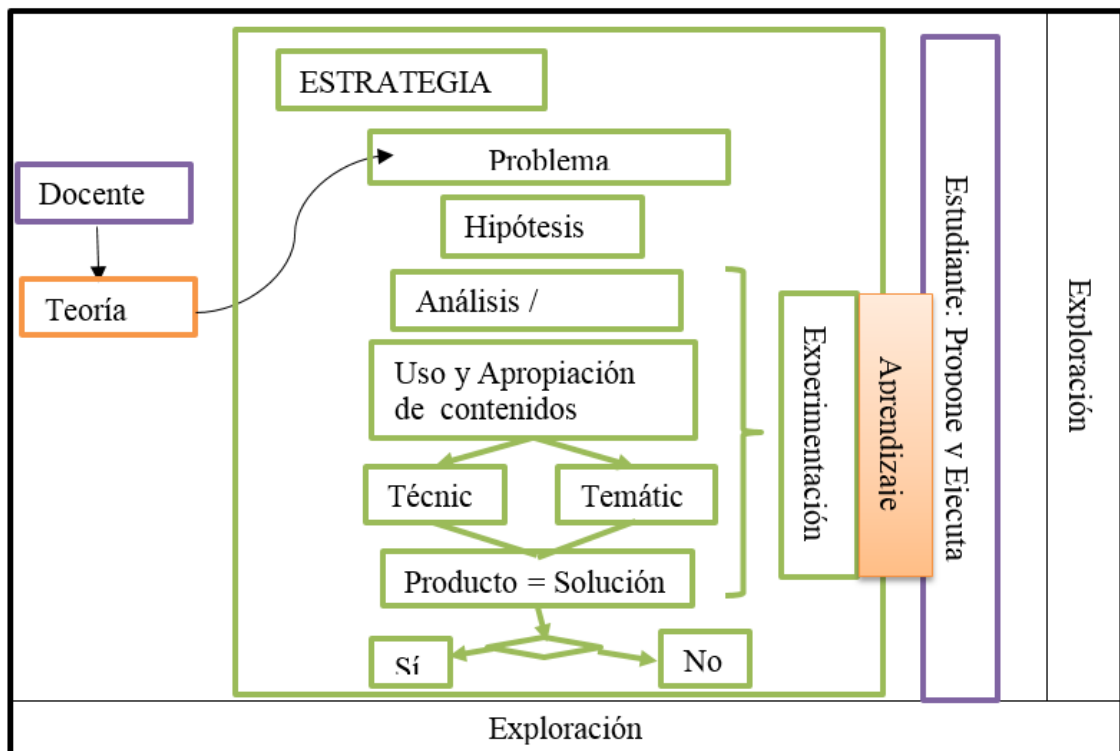 ESTRATEGIA
Problema
Docente
Hipótesis
Teoría
Análisis /
Uso y Apropiación
de contenidos
Técnic
Temátic
Producto = Solución
Sí
No
Experimentación
Aprendizaje
Estudiante: Propone y Ejecuta
Exploración
Exploración